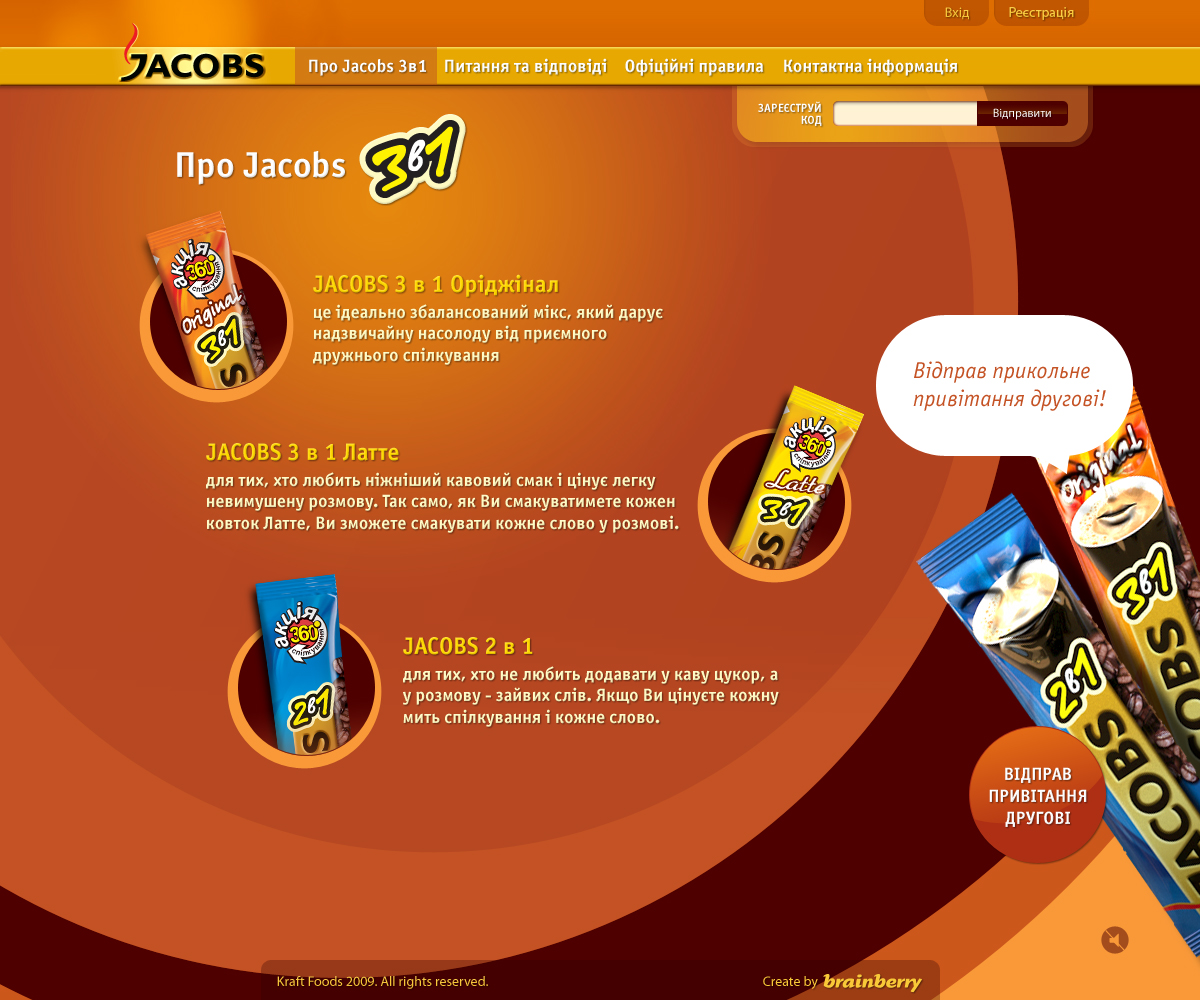 Вхід
Реєстрація
JACOBS
Про Jacobs 3в1
Питання та відповіді
Офіційні правила
Контактна інформація
ЗАРЕЄСТРУЙ
КОД
Відправити
Про Jacobs 3в1
акція
360°
спілкування
Original
3в1
BS
JACOBS 3 в 1 Оріджінал
це ідеально збалансований мікс, який дарує
надзвичайну насолоду від приємного
дружнього спілкування
Відправ прикольне
привітання другові!
JACOBS 3 в 1 Латте
для тих, хто любить ніжніший кавовий смак і цінує легку
невимушену розмову. Так само, як Ви смакуватимете кожен
ковток Латте, Ви зможете смакувати кожне слово у розмові.
акція
360°
спілкування
Latte
3в1
BS
Original
3в1
JACOBS
2в1
JACOBS
акція
360°
спілкування
2в1
S
JACOBS 2 в 1
для тих, хто не любить додавати у каву цукор, а
у розмову - зайвих слів. Якщо Ви цінуєте кожну
мить спілкування і кожне слово.
ВІДПРАВ
ПРИВІТАННЯ
ДРУГОВІ
Kraft Foods 2009. All rights reserved.
Create by brainberry